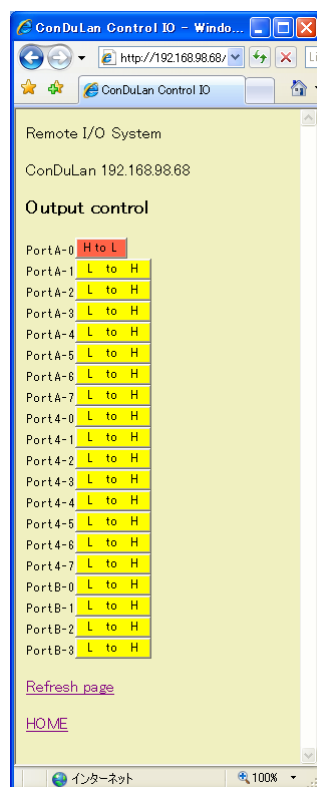 ConDuLan Control IO - Windo...
http://192.168.98.68/
ConDuLan Control IO
Remote I/O System
ConDuLan 192.168.98.68
Output control
PortA-0 H to L
PortA-1 L to H
PortA-2 L to H
PortA-3 L to H
PortA-4 L to H
PortA-5 L to H
PortA-6 L to H
PortA-7 L to H
Port4-0 L to H
Port4-1 L to H
Port4-2 L to H
Port4-3 L to H
Port4-4 L to H
Port4-5 L to H
Port4-6 L to H
Port4-7 L to H
PortB-0 L to H
PortB-1 L to H
PortB-2 L to H
PortB-3 L to H
Refresh page
HOME
インターネット 100%